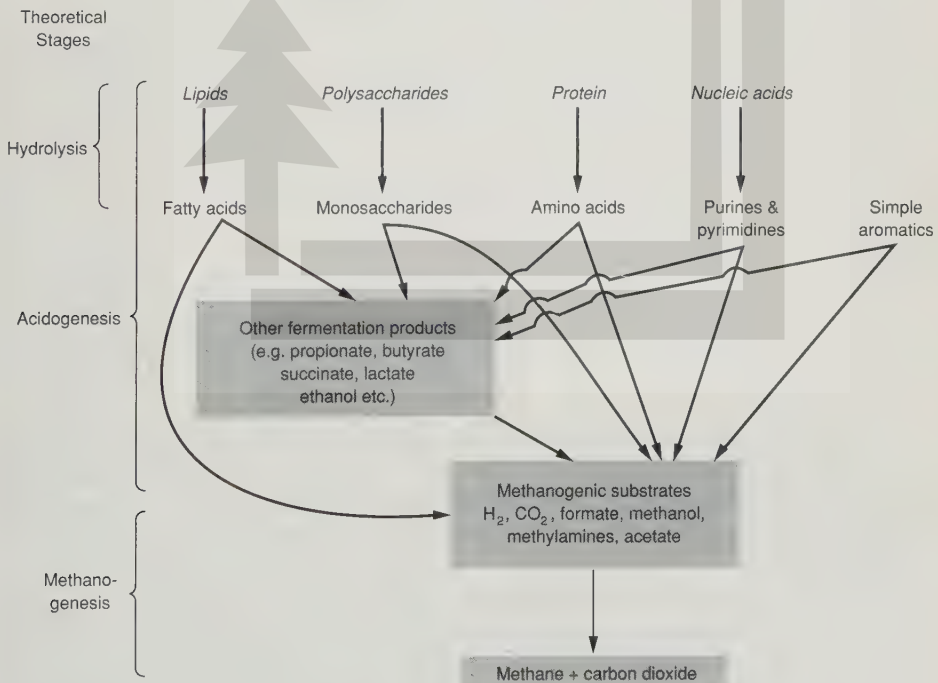 Theoretical
Stages
Lipids
Polysaccharides
Protein
Nucleic acids
Hydrolysis
Fatty acids
Monosaccharides
Amino acids
Purines &
pyrimidines
Simple
aromatics
Acidogenesis
Other fermentation products
(e.g. propionate, butyrate
succinate, lactate
ethanol etc.)
Methanogenic substrates
H₂, CO₂, formate, methanol,
methylamines, acetate
Methano-
genesis
Methane + carbon dioxide